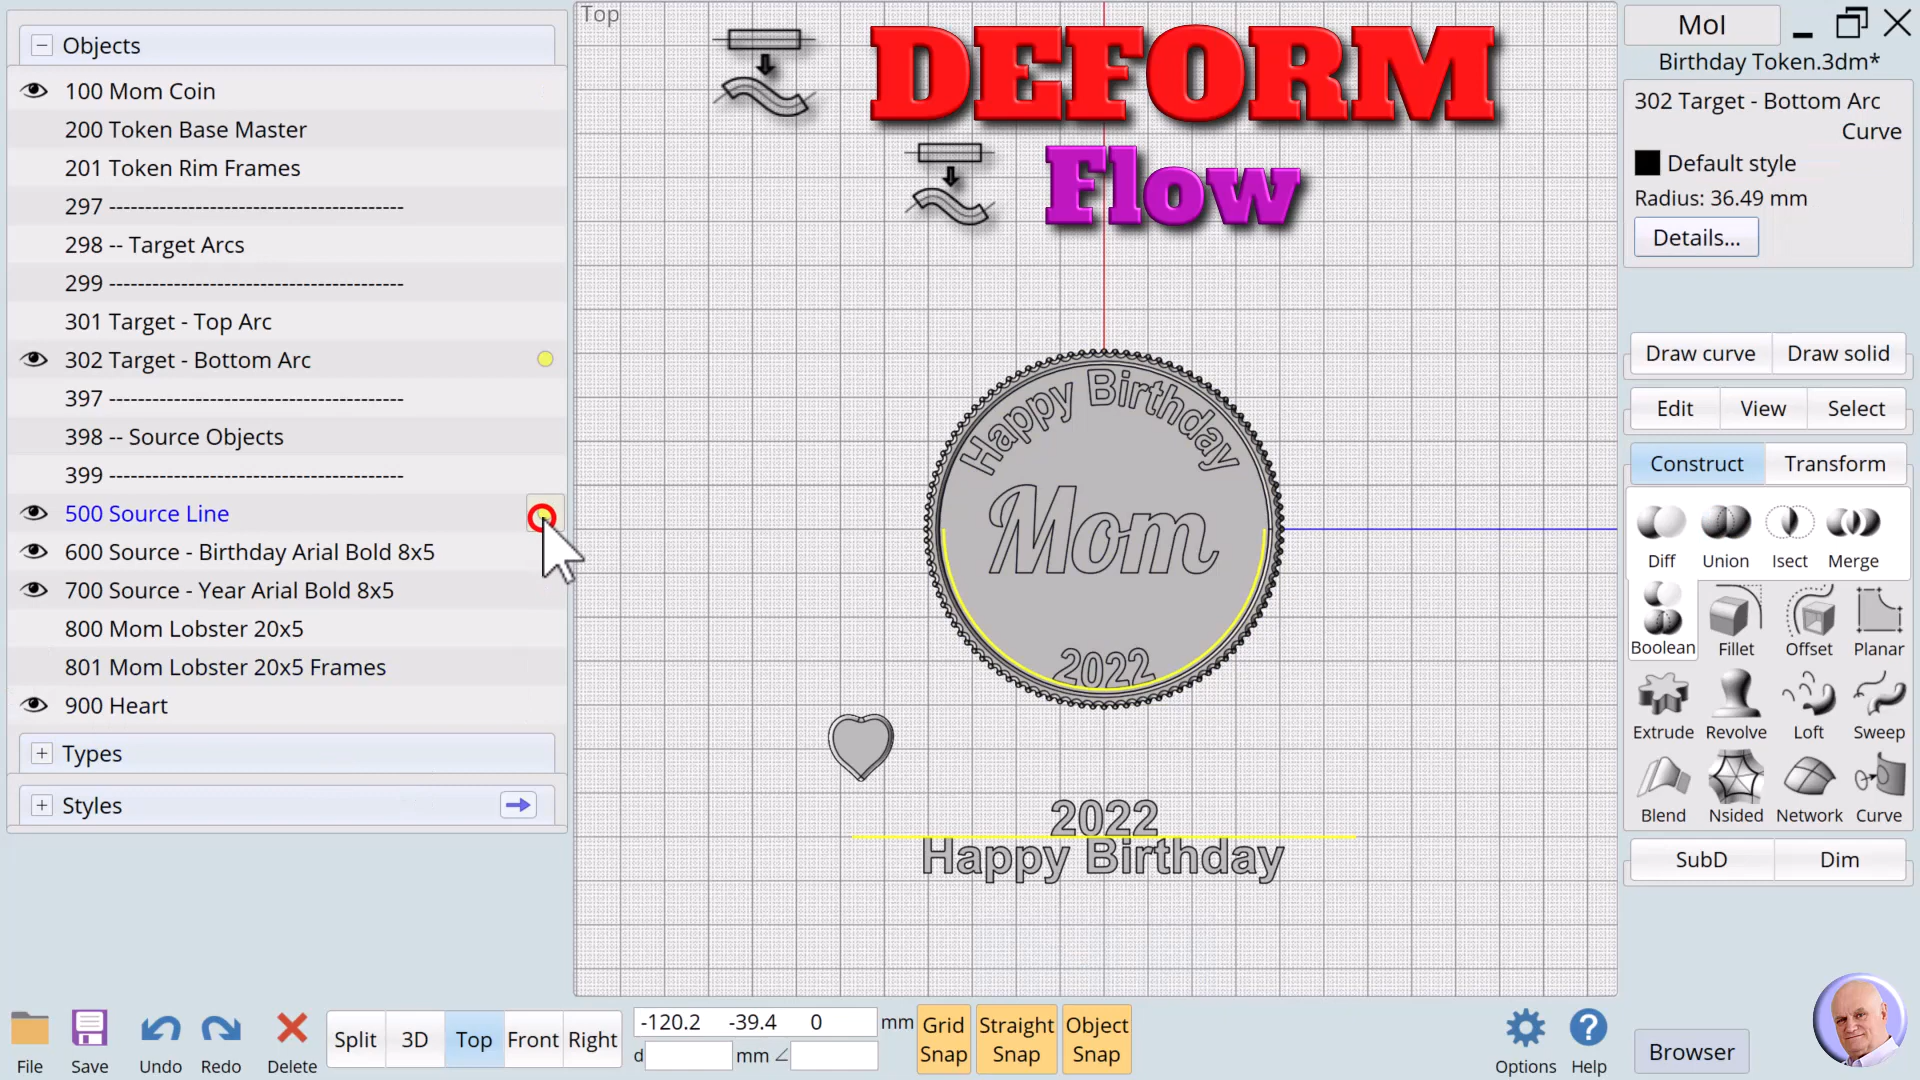 Objects
100 Mom Coin
200 Token Base Master
201 Token Rim Frames
297 -----------------------------------------
298 -- Target Arcs
299 -----------------------------------------
301 Target - Top Arc
302 Target - Bottom Arc
397 -----------------------------------------
398 -- Source Objects
399 -----------------------------------------
500 Source Line
600 Source - Birthday Arial Bold 8x5
700 Source - Year Arial Bold 8x5
800 Mom Lobster 20x5
801 Mom Lobster 20x5 Frames
900 Heart
Types
Styles
Top
DEFORM
Flow
Happy Birthday
Mom
2022
2022
Happy Birthday
MoI
Birthday Token.3dm*
302 Target - Bottom Arc
Curve
Default style
Radius: 36.49 mm
Details...
Draw curve Draw solid
Edit View Select
Construct Transform
Diff Union Isect Merge
Boolean Fillet Offset Planar
Extrude Revolve Loft Sweep
Blend Nsided Network Curve
SubD Dim
File Save Undo Redo Delete
Split 3D Top Front Right
-120.2 -39.4 0 mm
d mm
Grid Snap
Straight Snap
Object Snap
Options Help
Browser